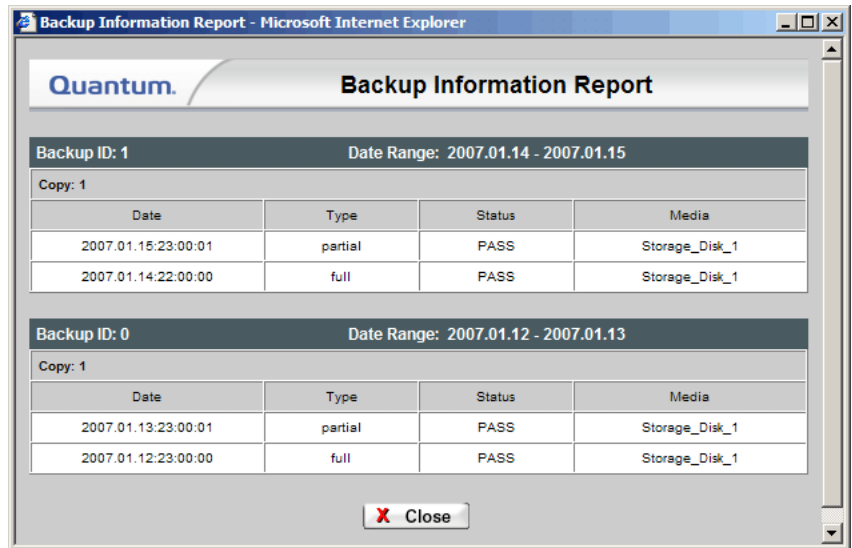 Backup Information Report - Microsoft Internet Explorer
Quantum. Backup Information Report
Backup ID: 1 Date Range: 2007.01.14 - 2007.01.15
Copy: 1
Date Type Status Media
2007.01.15:23:00:01 partial PASS Storage_Disk_1
2007.01.14:22:00:00 full PASS Storage_Disk_1
Backup ID: 0 Date Range: 2007.01.12 - 2007.01.13
Copy: 1
Date Type Status Media
2007.01.13:23:00:01 partial PASS Storage_Disk_1
2007.01.12:23:00:00 full PASS Storage_Disk_1
X Close